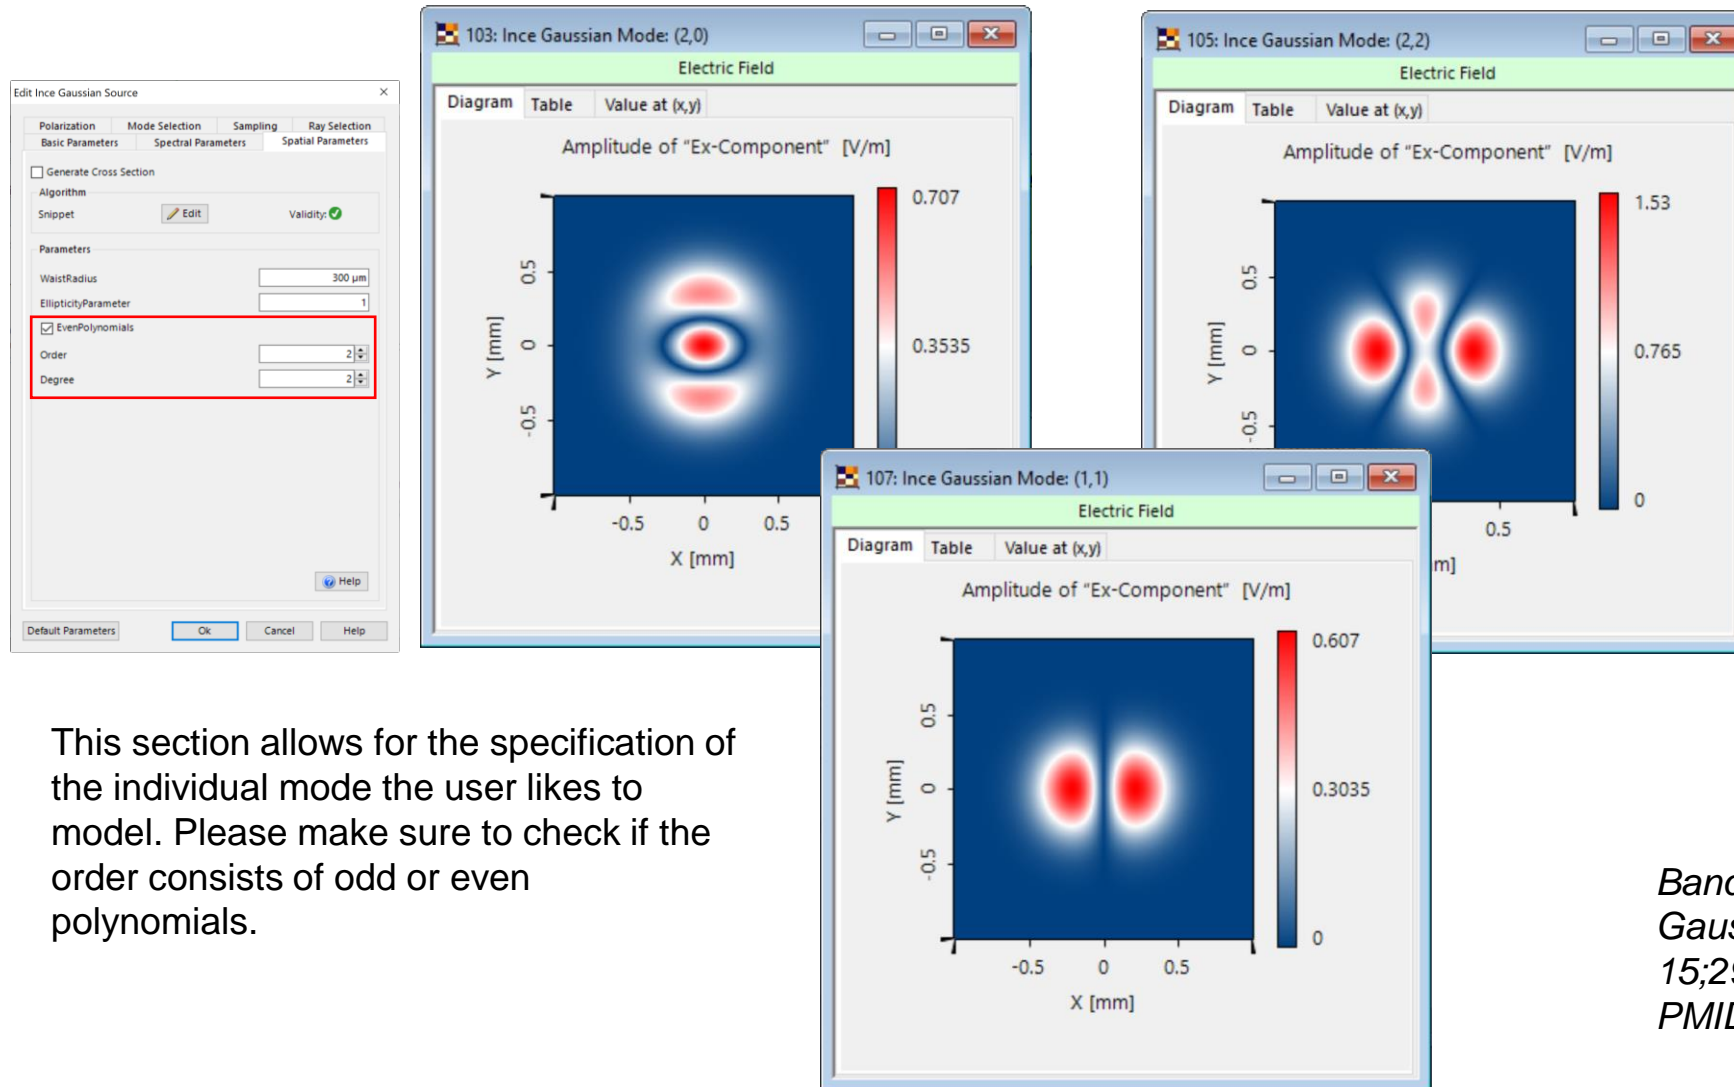 Edit Ince Gaussian Source
Polarization Mode Selection Sampling Ray Selection
Basic Parameters Spectral Parameters Spatial Parameters
Generate Cross Section
Algorithm
Snippet Edit Validity:
Parameters
WaistRadius 300 µm
EllipticityParameter 1
EvenPolynomials
Order 2
Degree 2
Help
Default Parameters Ok Cancel Help
103: Ince Gaussian Mode: (2,0)
Electric Field
Diagram Table Value at (x,y)
Amplitude of "Ex-Component" [V/m]
0.707
0.3535
Y [mm]
0.5
0
-0.5
-0.5 0 0.5
X [mm]
105: Ince Gaussian Mode: (2,2)
Electric Field
Diagram Table Value at (x,y)
Amplitude of "Ex-Component" [V/m]
1.53
0.765
0
Y [mm]
0.5
0
-0.5
0.5
m]
107: Ince Gaussian Mode: (1,1)
Electric Field
Diagram Table Value at (x,y)
Amplitude of "Ex-Component" [V/m]
0.607
0.3035
0
Y [mm]
0.5
0
-0.5
-0.5 0 0.5
X [mm]
This section allows for the specification of
the individual mode the user likes to
model. Please make sure to check if the
order consists of odd or even
polynomials.
15;29